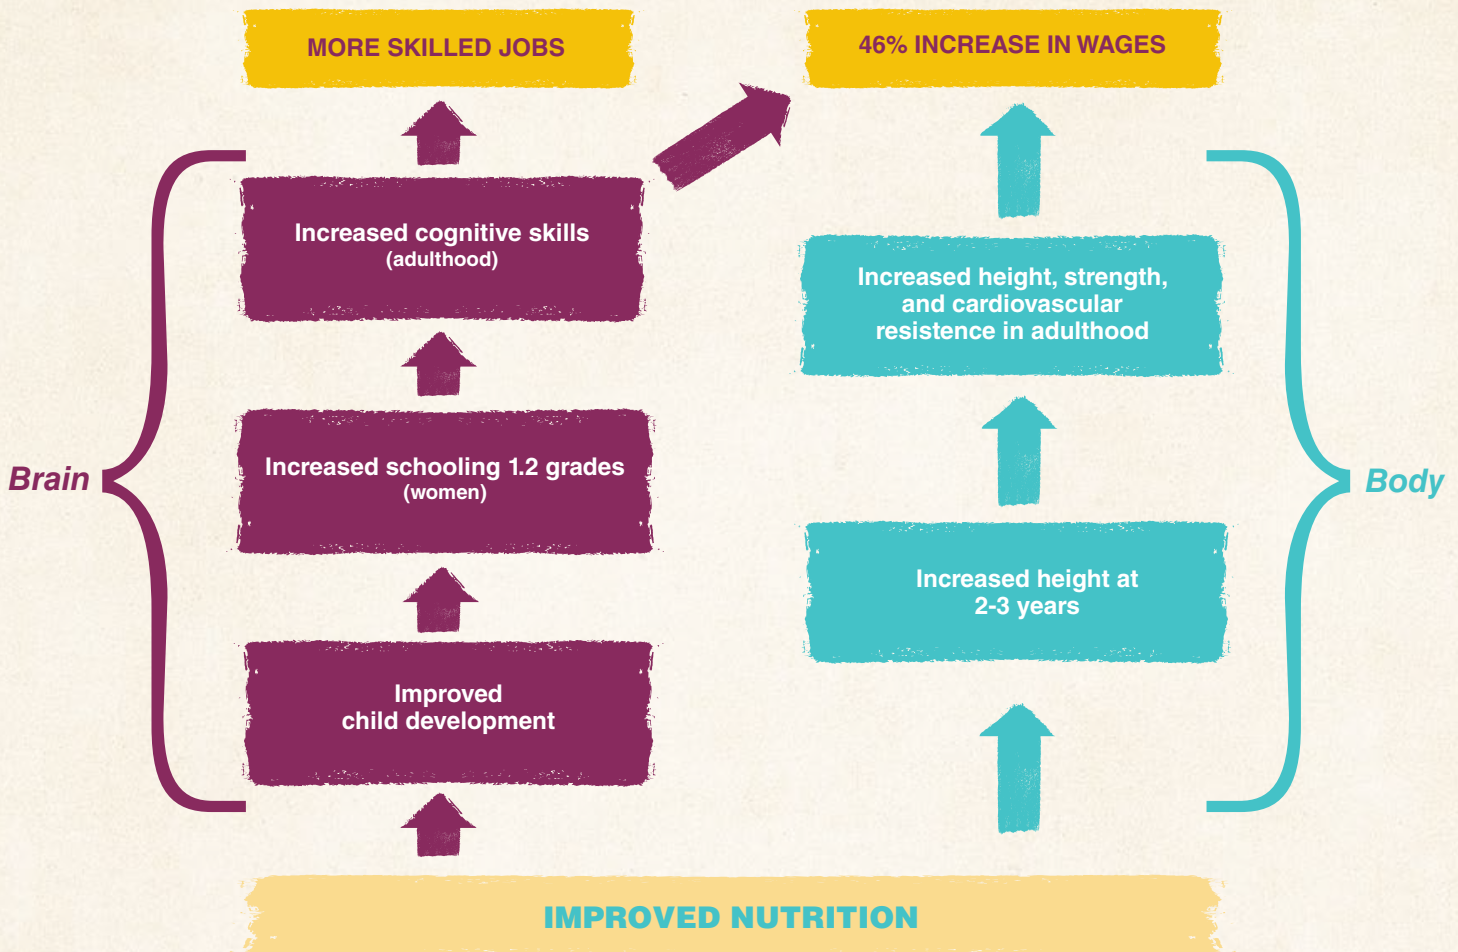 MORE SKILLED JOBS
46% INCREASE IN WAGES
Increased cognitive skills
(adulthood)
Increased height, strength,
and cardiovascular
resistence in adulthood
Brain
Increased schooling 1.2 grades
(women)
Body
Increased height at
2-3 years
Improved
child development
IMPROVED NUTRITION